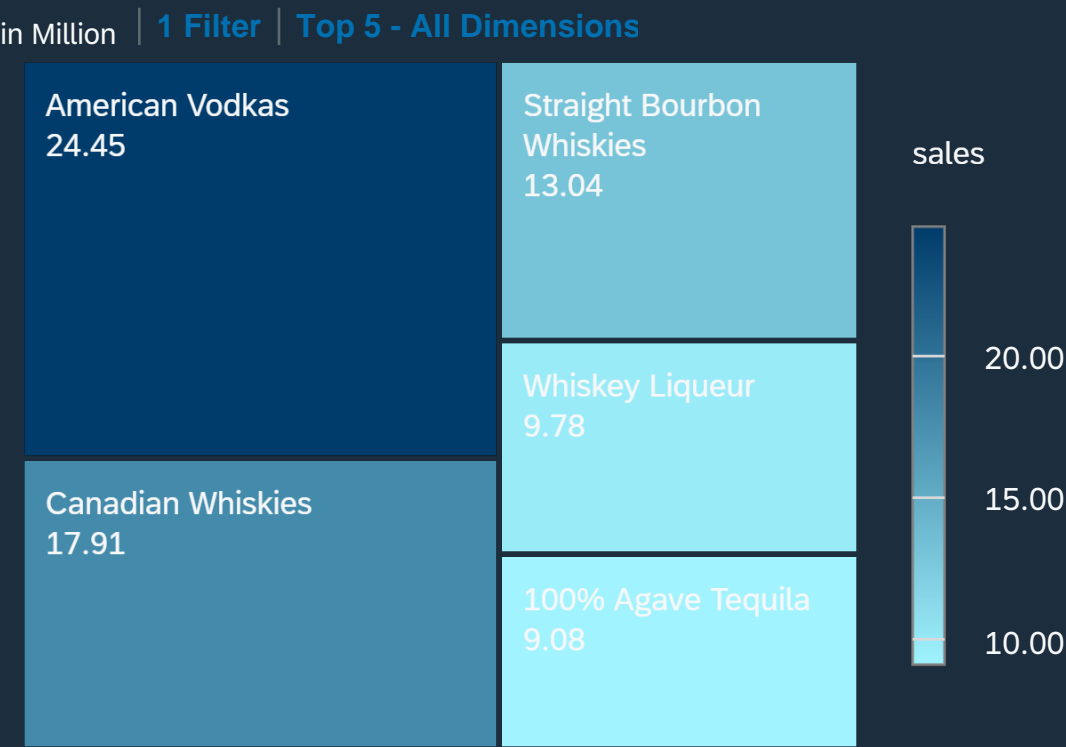 in Million | 1 Filter | Top 5 - All Dimensions
American Vodkas
24.45
Straight Bourbon
Whiskies
13.04
sales
Whiskey Liqueur
9.78
Canadian Whiskies
17.91
100% Agave Tequila
9.08
20.00
15.00
10.00